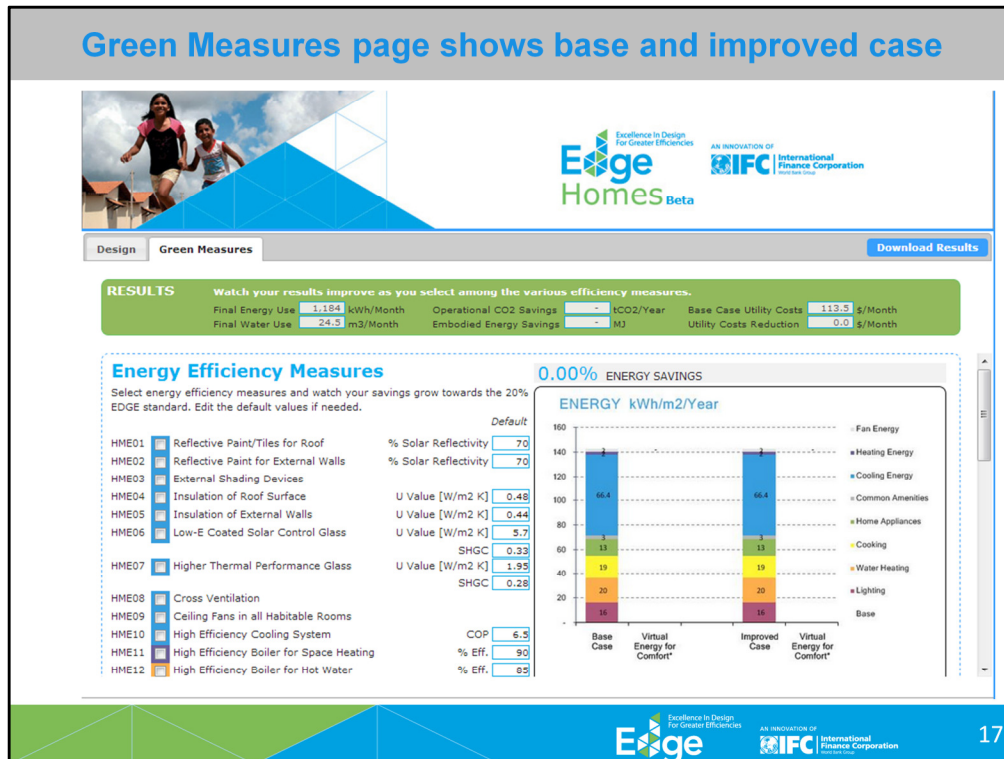 Green Measures page shows base and improved case
Excellence In Design
For Greater Efficiencies
Edge
Homes Beta
AN INNOVATION OF
IFC International
Finance Corporation
World Bank Group
Design Green Measures Download Results
RESULTS Watch your results improve as you select among the various efficiency measures.
Final Energy Use 1,184 kWh/Month Operational CO2 Savings - tCO2/Year Base Case Utility Costs 113.5 $/Month
Final Water Use 24.5 m3/Month Embodied Energy Savings - MJ Utility Costs Reduction 0.0 $/Month
Energy Efficiency Measures
Select energy efficiency measures and watch your savings grow towards the 20%
EDGE standard. Edit the default values if needed.
Default
HME01 Reflective Paint/Tiles for Roof % Solar Reflectivity 70
HME02 Reflective Paint for External Walls % Solar Reflectivity 70
HME03 External Shading Devices
HME04 Insulation of Roof Surface U Value [W/m2 K] 0.48
HME05 Insulation of External Walls U Value [W/m2 K] 0.44
HME06 Low-E Coated Solar Control Glass U Value [W/m2 K] 5.7
SHGC 0.33
HME07 Higher Thermal Performance Glass U Value [W/m2 K] 1.95
SHGC 0.28
HME08 Cross Ventilation
HME09 Ceiling Fans in all Habitable Rooms
HME10 High Efficiency Cooling System COP 6.5
HME11 High Efficiency Boiler for Space Heating % Eff. 90
HME12 High Efficiency Boiler for Hot Water % Eff. 85
0.00% ENERGY SAVINGS
ENERGY kWh/m2/Year
160
140
120
100
80
60
40
20
-
66.4
3
13
19
20
16
-
66.4
3
13
19
20
16
-
Base
Case
Virtual
Energy for
Comfort*
Improved
Case
Virtual
Energy for
Comfort*
Fan Energy
Heating Energy
Cooling Energy
Common Amenities
Home Appliances
Cooking
Water Heating
Lighting
Base
Excellence In Design
For Greater Efficiencies
Edge
AN INNOVATION OF
IFC International
Finance Corporation
World Bank Group
17